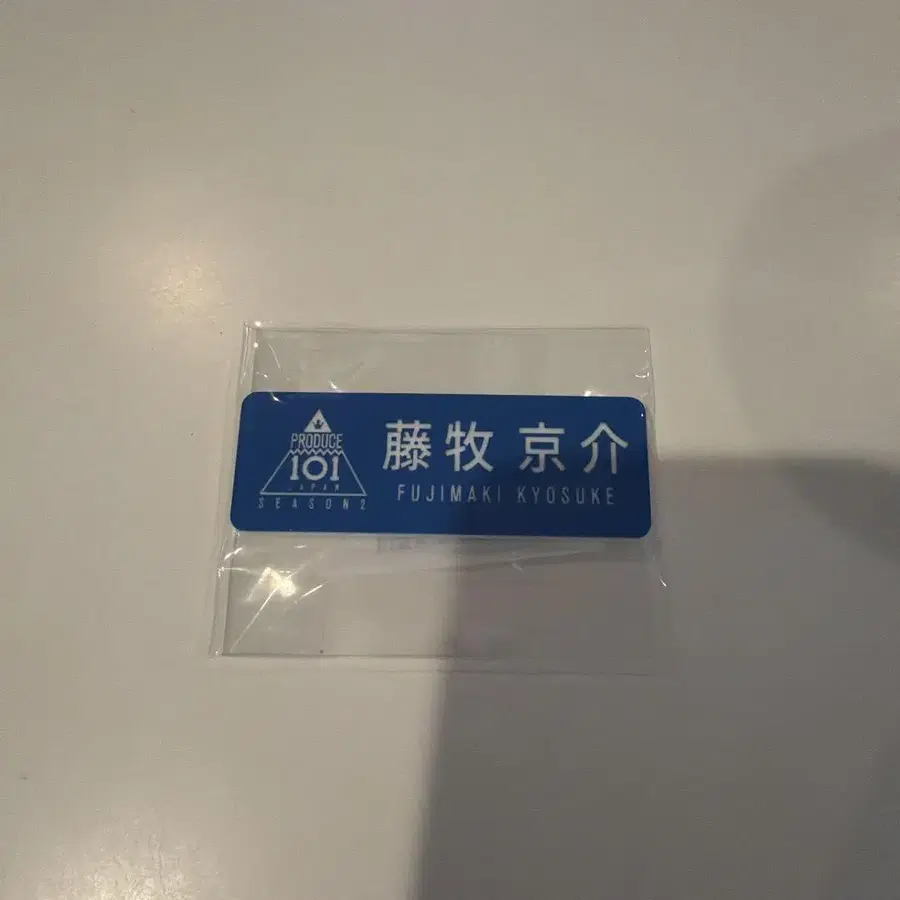 PRODUCE
101
JAPAN
SEASON2
藤牧 京介
FUJIMAKI KYOSUKE